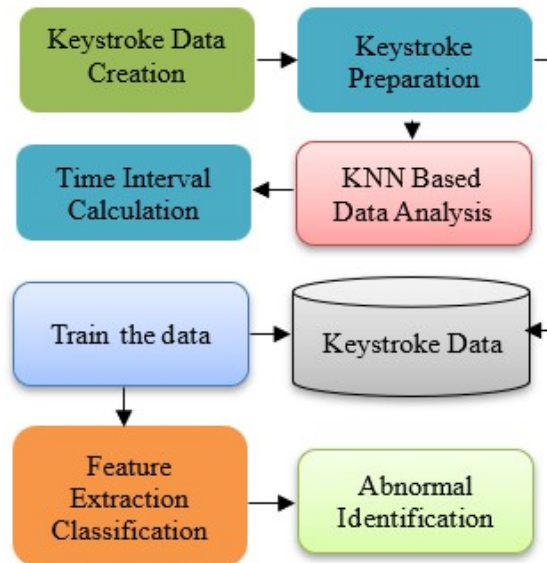 Keystroke Data
Creation
Keystroke
Preparation
Time Interval
Calculation
KNN Based
Data Analysis
Train the data
Keystroke Data
Feature
Extraction
Classification
Abnormal
Identification